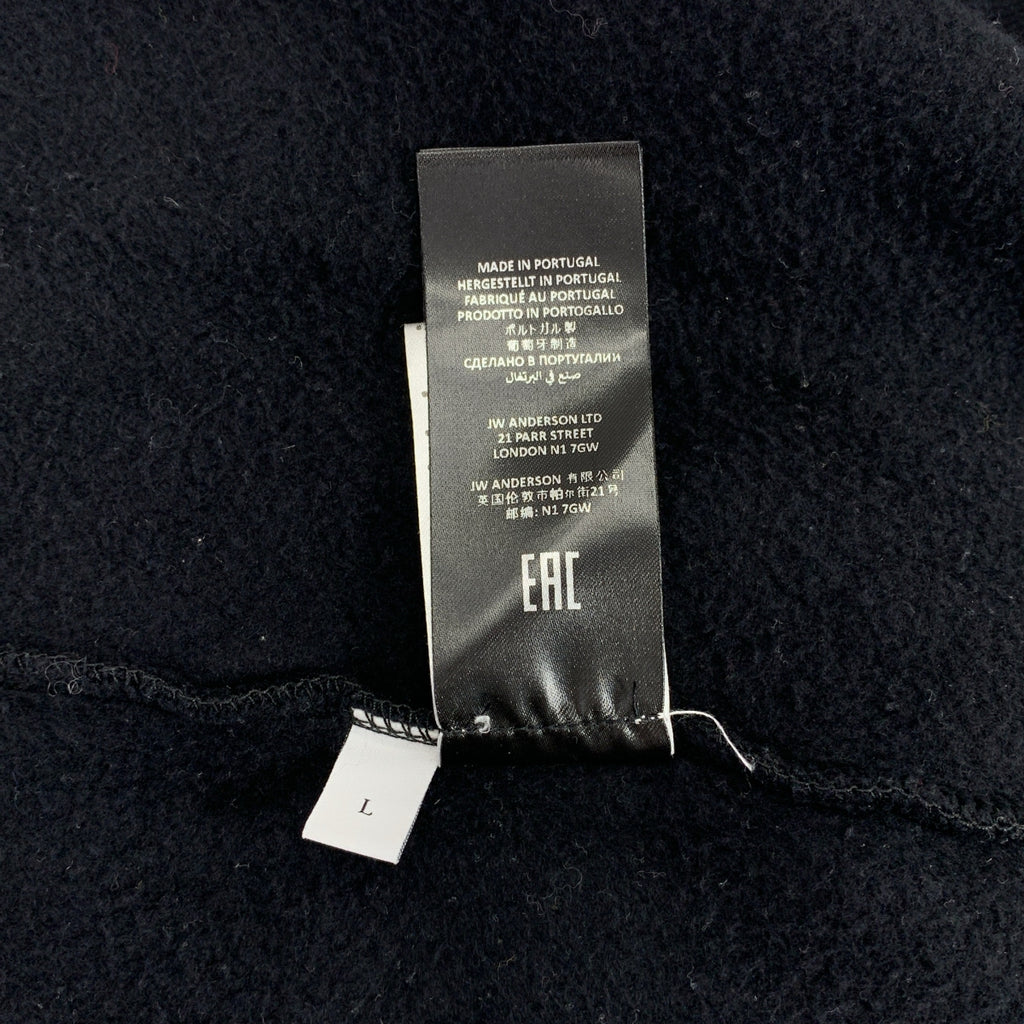 MADE IN PORTUGAL
HERGESTELLT IN PORTUGAL
FABRIQUÉ AU PORTUGAL
PRODOTTO IN PORTOGALLO
ポルトガル製
葡萄牙制造
СДЕЛАНО В ПОРТУГАЛИИ
صنع في البرتغال
JW ANDERSON LTD
21 PARR STREET
LONDON N1 7GW
JW ANDERSON 有限公司
英国伦敦市帕尔街21号
邮编: N1 7GW
EAC
L